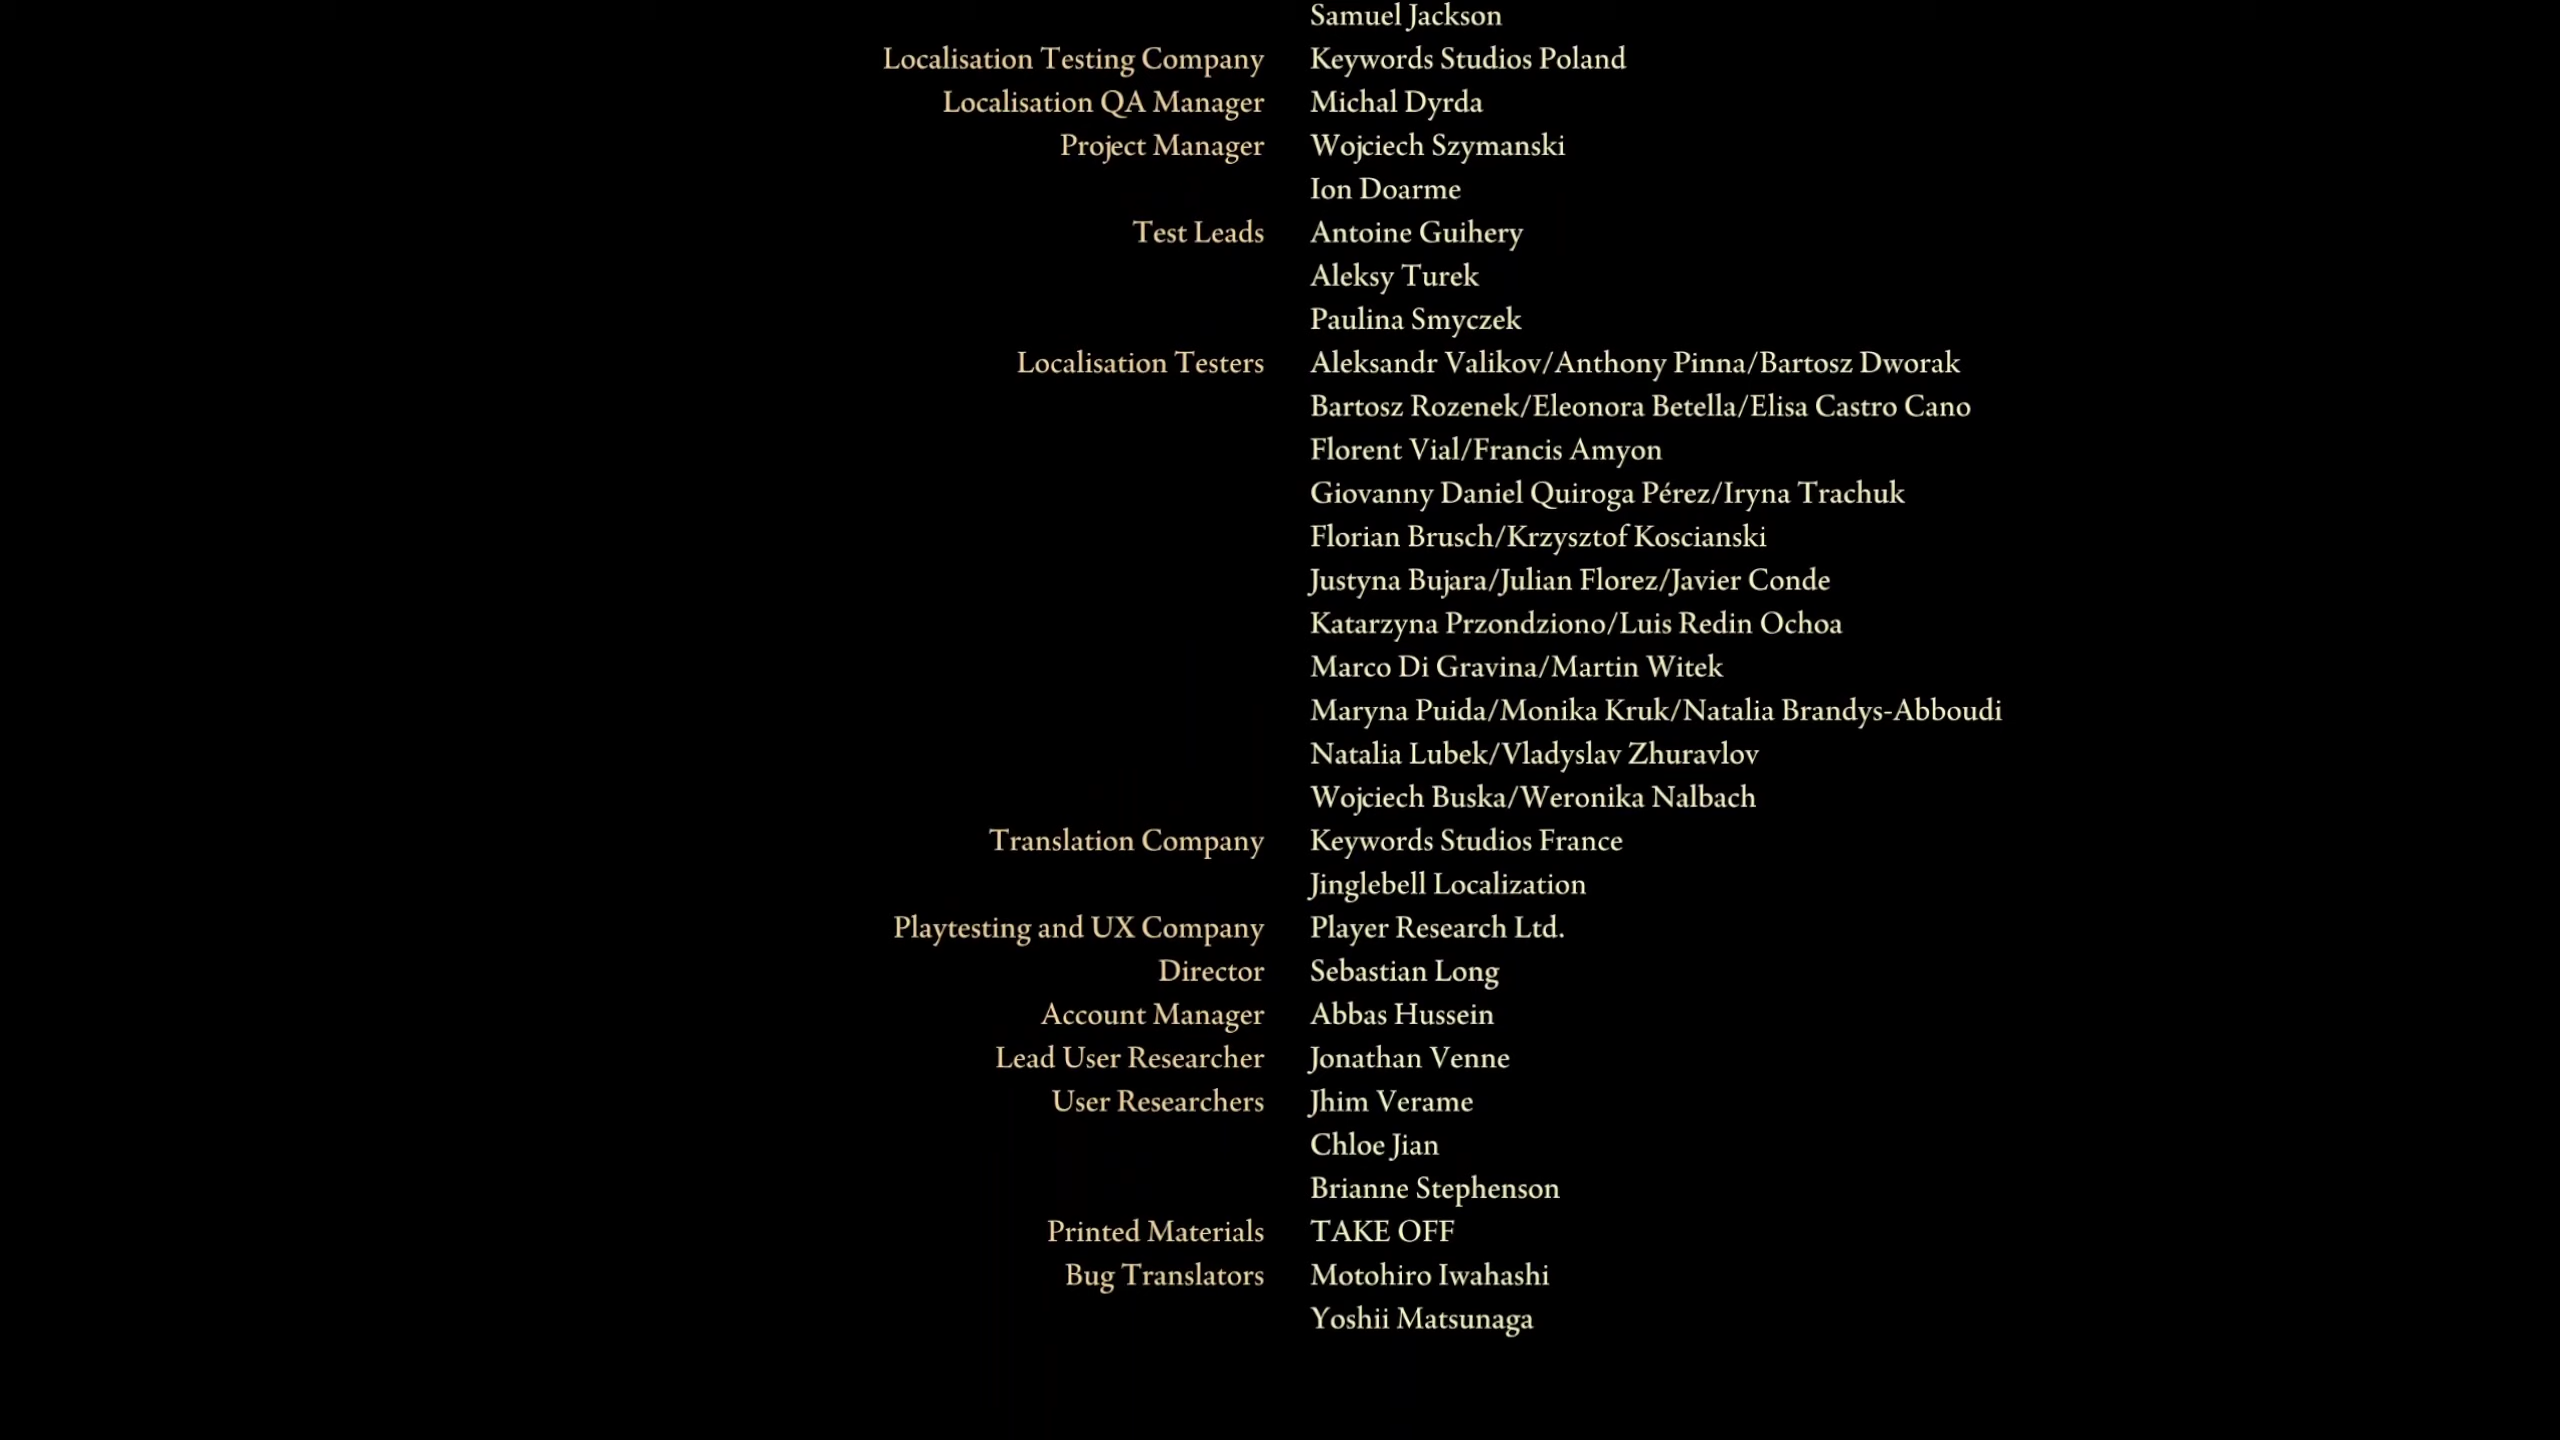 Samuel Jackson
Localisation Testing Company Keywords Studios Poland
Localisation QA Manager Michal Dyrda
Project Manager Wojciech Szymanski
Ion Doarme
Test Leads Antoine Guihery
Aleksy Turek
Paulina Smyczek
Localisation Testers Aleksandr Valikov/Anthony Pinna/Bartosz Dworak
Bartosz Rozenek/Eleonora Betella/Elisa Castro Cano
Florent Vial/Francis Amyon
Giovanny Daniel Quiroga Pérez/Iryna Trachuk
Florian Brusch/Krzysztof Koscianski
Justyna Bujara/Julian Florez/Javier Conde
Katarzyna Przondziono/Luis Redin Ochoa
Marco Di Gravina/Martin Witek
Maryna Puida/Monika Kruk/Natalia Brandys-Abboudi
Natalia Lubek/Vladyslav Zhuravlov
Wojciech Buska/Weronika Nalbach
Translation Company Keywords Studios France
Jinglebell Localization
Playtesting and UX Company Player Research Ltd.
Director Sebastian Long
Account Manager Abbas Hussein
Lead User Researcher Jonathan Venne
User Researchers Jhim Verame
Chloe Jian
Brianne Stephenson
Printed Materials TAKE OFF
Bug Translators Motohiro Iwahashi
Yoshii Matsunaga